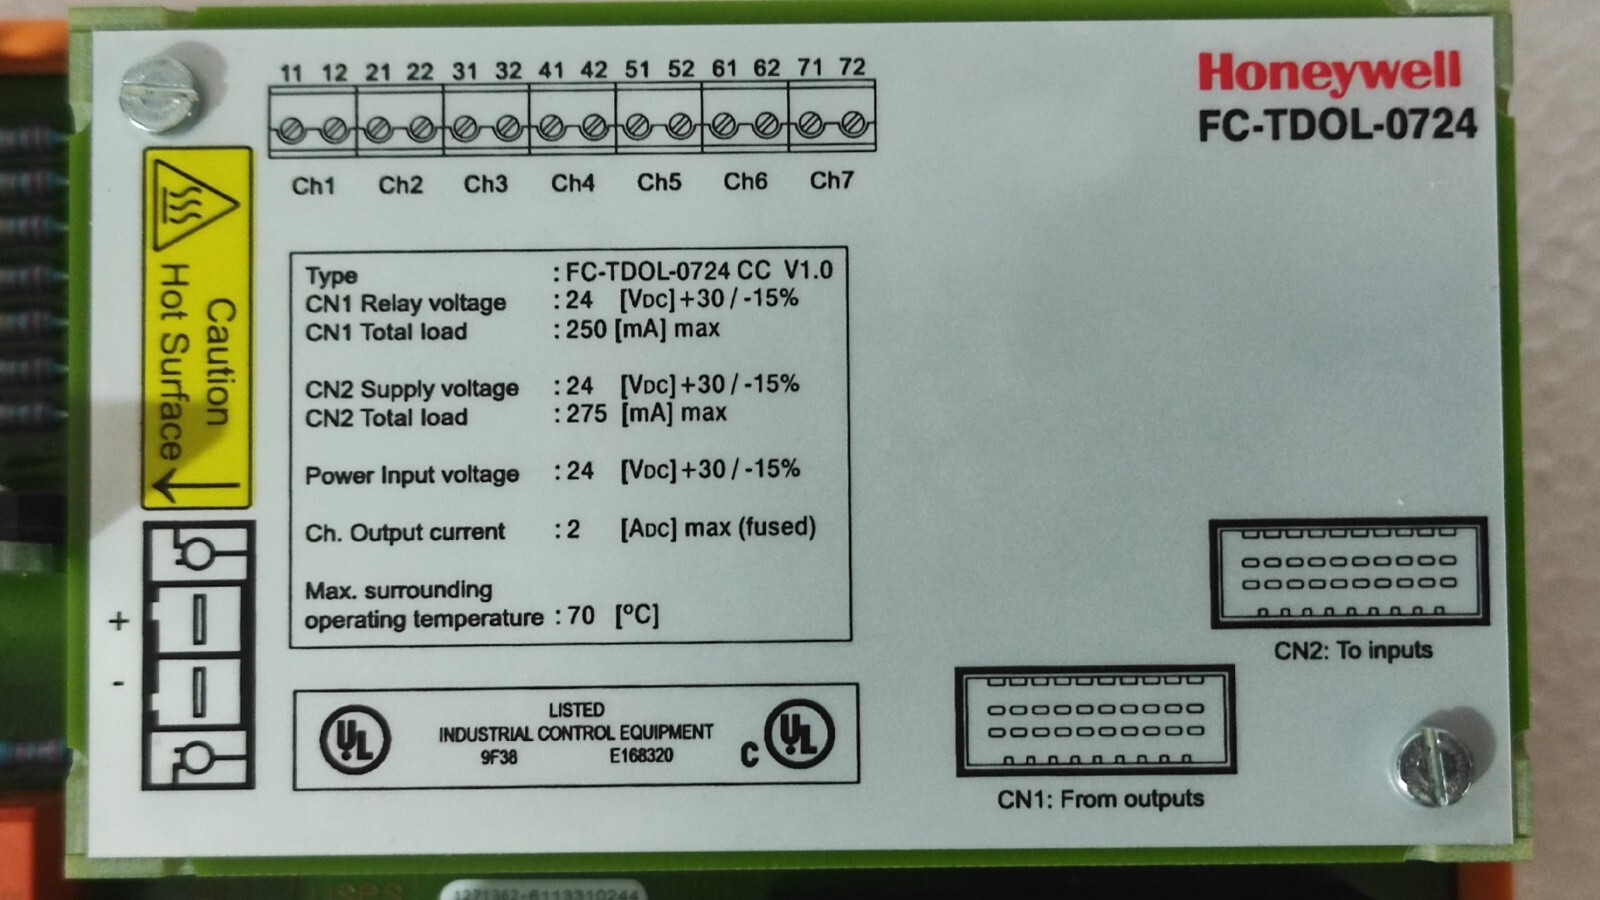 11 12 21 22 31 32 41 42 51 52 61 62 71 72
Ch1 Ch2 Ch3 Ch4 Ch5 Ch6 Ch7
Honeywell
FC-TDOL-0724
Caution
Hot Surface
Type : FC-TDOL-0724 CC V1.0
CN1 Relay voltage : 24 [VDC] +30 / -15%
CN1 Total load : 250 [mA] max
CN2 Supply voltage : 24 [VDC] +30 / -15%
CN2 Total load : 275 [mA] max
Power Input voltage : 24 [VDC] +30 / -15%
Ch. Output current : 2 [ADC] max (fused)
Max. surrounding
operating temperature : 70 [°C]
+
-
UL
LISTED
INDUSTRIAL CONTROL EQUIPMENT
9F38 E168320
C UL
CN2: To inputs
CN1: From outputs
1271362-6113310244